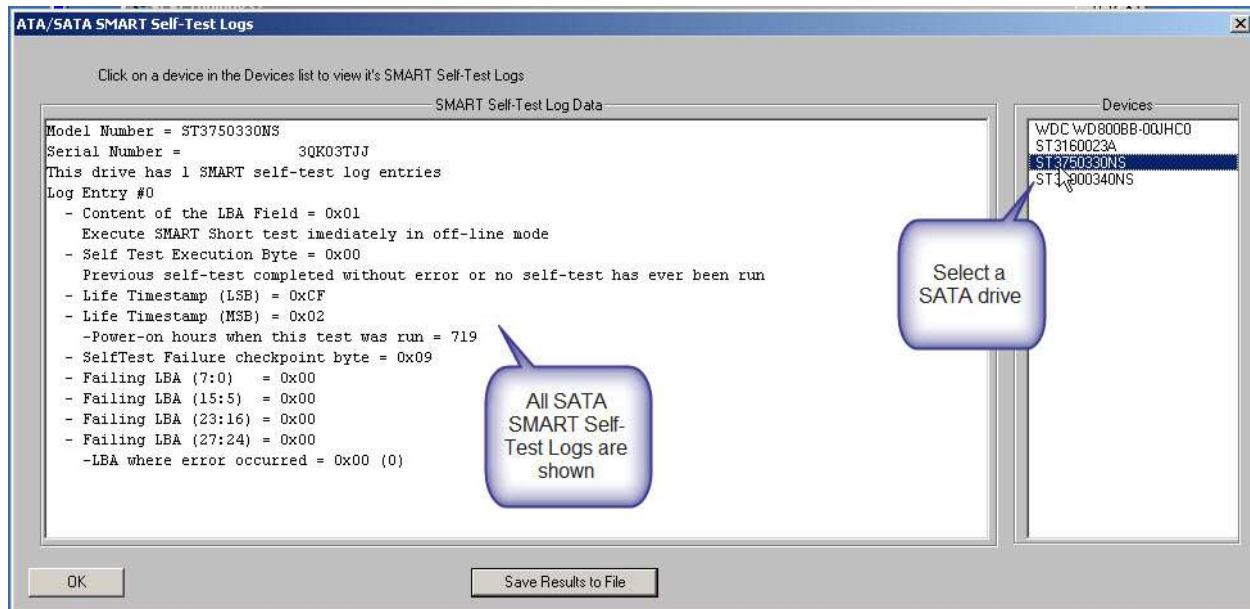 ATA/SATA SMART Self-Test Logs
Click on a device in the Devices list to view it's SMART Self-Test Logs
SMART Self-Test Log Data
Model Number = ST3750330NS
Serial Number = 3QK03TJJ
This drive has 1 SMART self-test log entries
Log Entry #0
- Content of the LBA Field = 0x01
Execute SMART Short test imediately in off-line mode
- Self Test Execution Byte = 0x00
Previous self-test completed without error or no self-test has ever been run
- Life Timestamp (LSB) = 0xCF
- Life Timestamp (MSB) = 0x02
-Power-on hours when this test was run = 719
- SelfTest Failure checkpoint byte = 0x09
- Failing LBA (7:0) = 0x00
- Failing LBA (15:5) = 0x00
- Failing LBA (23:16) = 0x00
- Failing LBA (27:24) = 0x00
-LBA where error occurred = 0x00 (0)
All SATA
SMART Self-
Test Logs are
shown
Devices
WDC WD800BB-00JHC0
ST3160023A
ST3750330NS
Select a
SATA drive
OK
Save Results to File